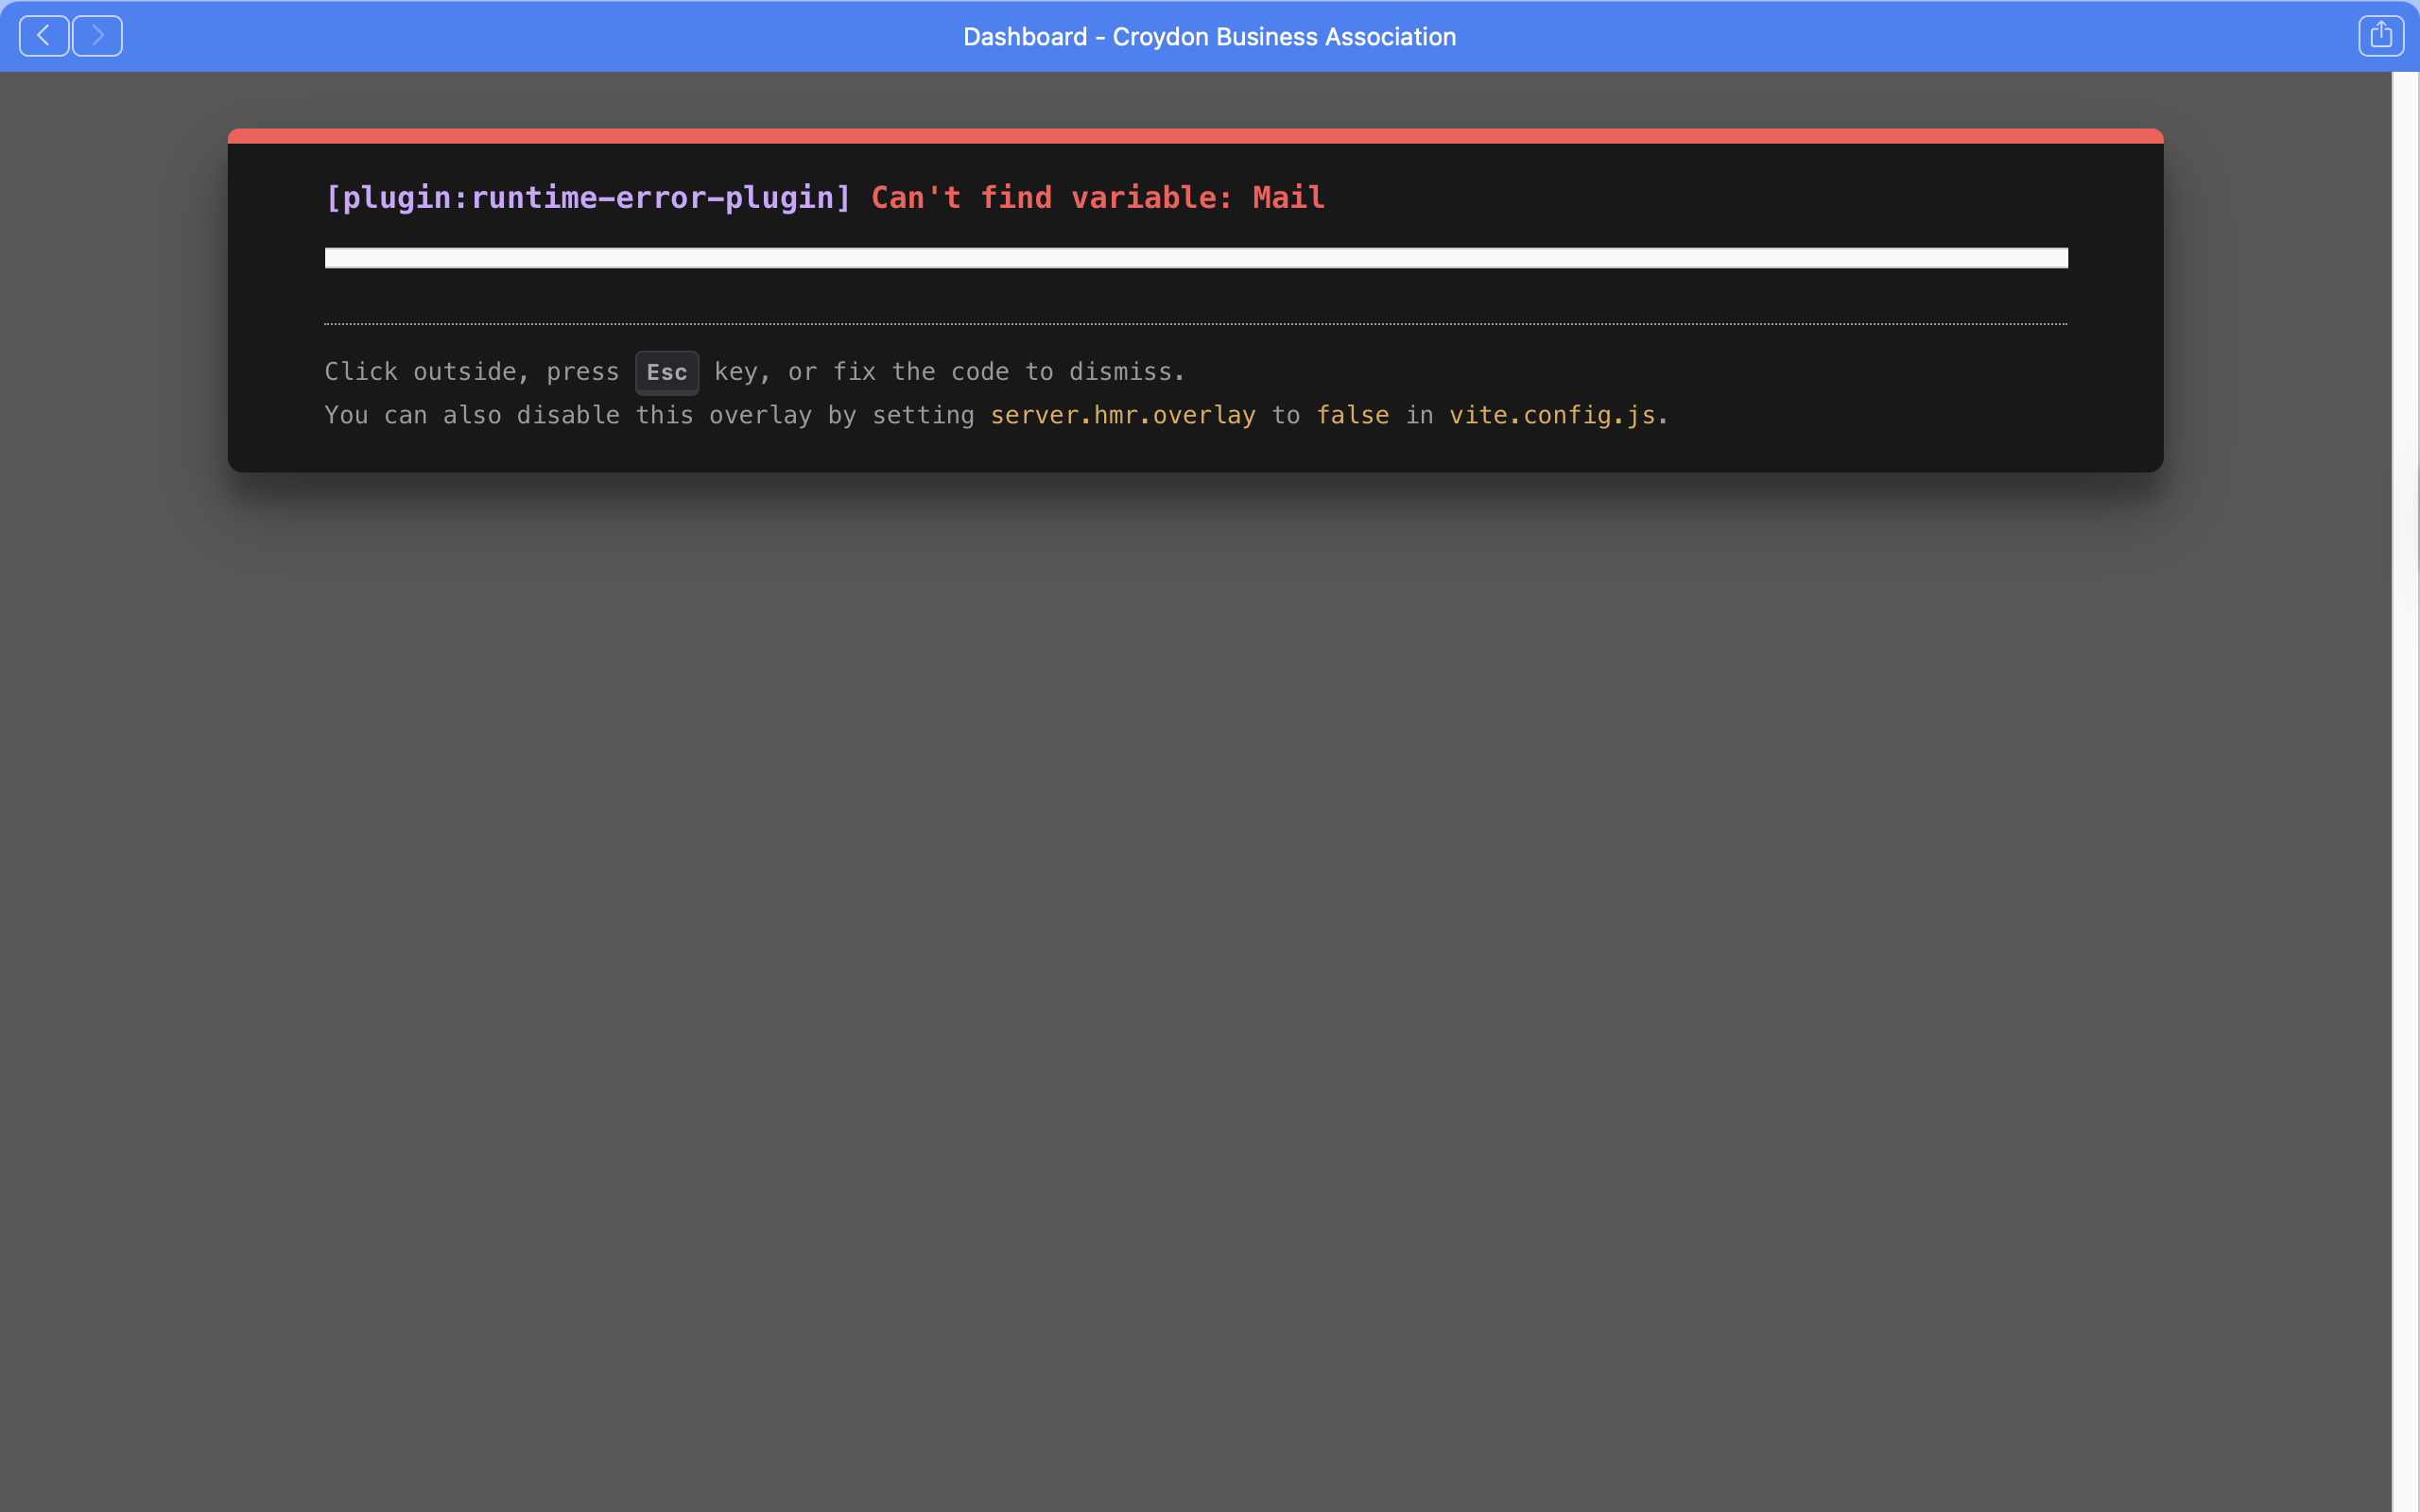 Dashboard - Croydon Business Association
[plugin:runtime-error-plugin] Can't find variable: Mail
Click outside, press Esc key, or fix the code to dismiss.
You can also disable this overlay by setting server.hmr.overlay to false in vite.config.js.